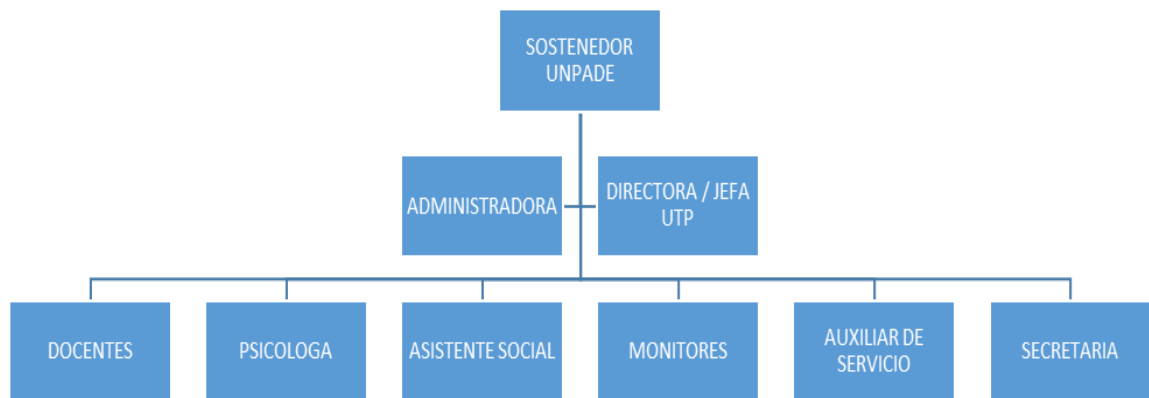 SOSTENEDOR
UNPADE
ADMINISTRADORA
DIRECTORA / JEFA
UTP
DOCENTES
PSICOLOGA
ASISTENTE SOCIAL
MONITORES
AUXILIAR DE
SERVICIO
SECRETARIA